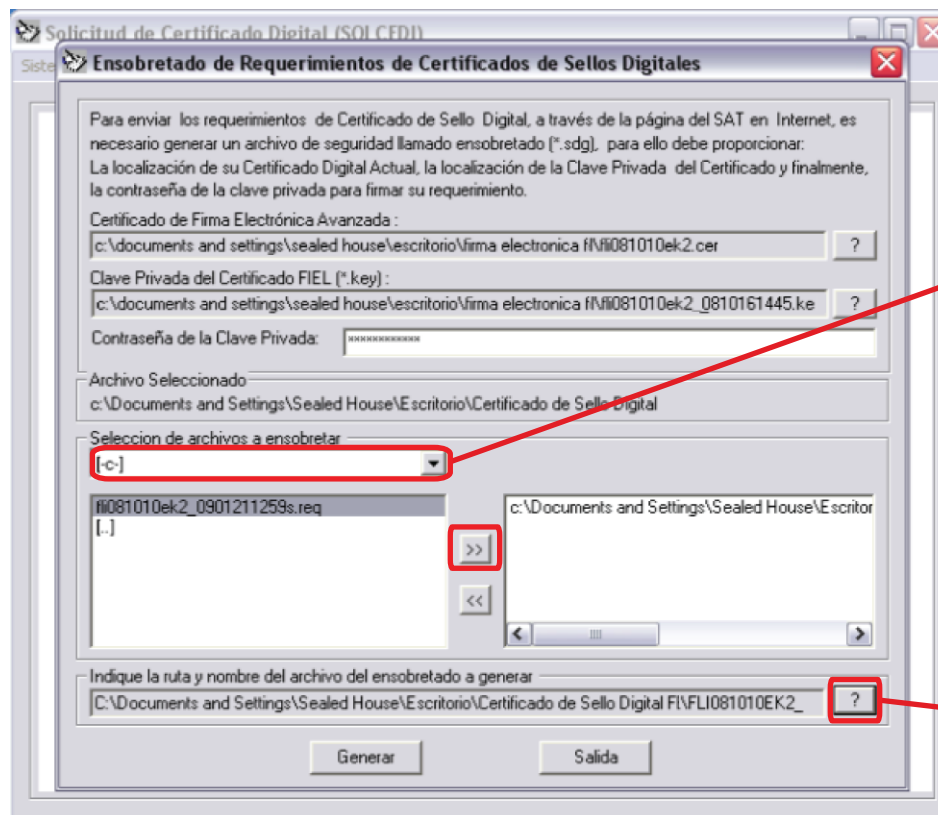 Solicitud de Certificado Digital (SOLCEDI)
Siste
Ensobretado de Requerimientos de Certificados de Sellos Digitales
Para enviar los requerimientos de Certificado de Sello Digital, a través de la página del SAT en Internet, es
necesario generar un archivo de seguridad llamado ensobretado (*.sdg), para ello debe proporcionar:
La localización de su Certificado Digital Actual, la localización de la Clave Privada del Certificado y finalmente,
la contraseña de la clave privada para firmar su requerimiento.
Certificado de Firma Electrónica Avanzada :
c:\documents and settings\sealed house\escritorio\firma electronica fl\fli081010ek2.cer ?
Clave Privada del Certificado FIEL (*.key) :
c:\documents and settings\sealed house\escritorio\firma electronica fl\fli081010ek2_0810161445.ke ?
Contraseña de la Clave Privada: ************
Archivo Seleccionado
c:\Documents and Settings\Sealed House\Escritorio\Certificado de Sello Digital
Seleccion de archivos a ensobretar
[-c-]
fli081010ek2_0901211259s.req
[..]
>>
<<
c:\Documents and Settings\Sealed House\Escritor
Indique la ruta y nombre del archivo del ensobretado a generar
C:\Documents and Settings\Sealed House\Escritorio\Certificado de Sello Digital Fl\FLI081010EK2_ ?
Generar Salida